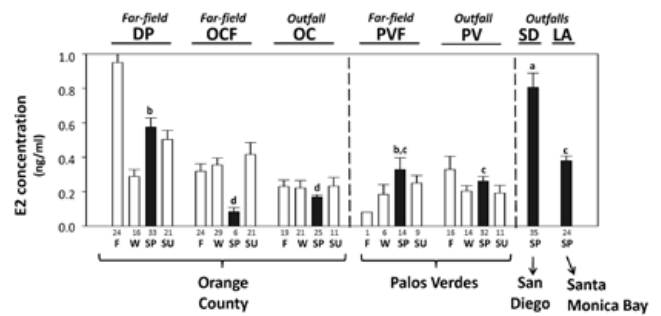 Far-field Far-field Outfall Far-field Outfall Outfalls
DP OCF OC PVF PV SD LA
E2 concentration
(ng/ml)
1.0
0.8
0.6
0.4
0.2
0.0
b d d b,c c a c
24 16 33 21 24 29 6 21 19 21 25 11 1 6 14 9 16 14 32 11 35 24
F W SP SU F W SP SU F W SP SU F W SP SU F W SP SU SP SP
Orange
County
Palos Verdes
San
Diego
Santa
Monica Bay